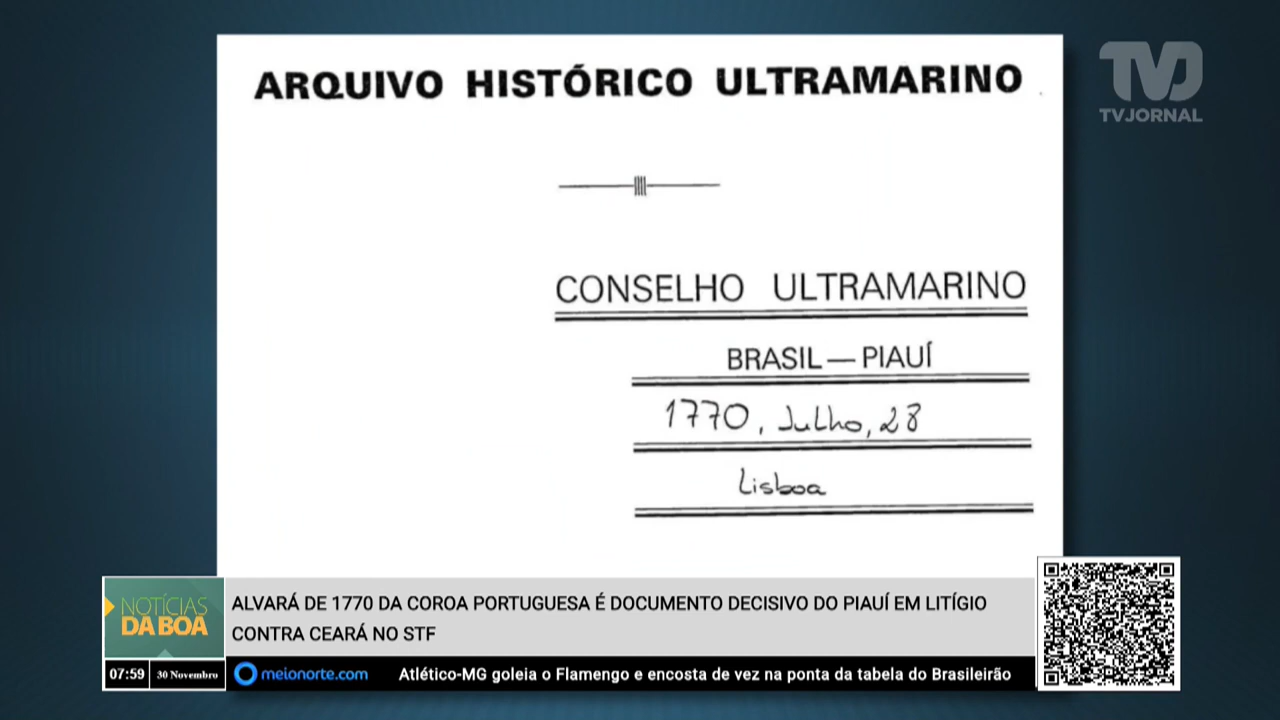 ARQUIVO HISTÓRICO ULTRAMARINO
TVJ
TVJORNAL
CONSELHO ULTRAMARINO
BRASIL — PIAUÍ
1770, Julho, 28
Lisboa
NOTÍCIAS
DA BOA
ALVARÁ DE 1770 DA COROA PORTUGUESA É DOCUMENTO DECISIVO DO PIAUÍ EM LITÍGIO
CONTRA CEARÁ NO STF
07:59 30 Novembro meionorte.com Atlético-MG goleia o Flamengo e encosta de vez na ponta da tabela do Brasileirão